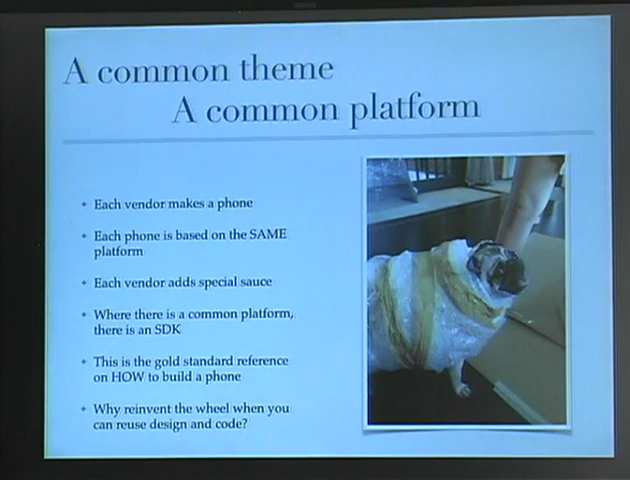 A common theme
A common platform
Each vendor makes a phone
Each phone is based on the SAME
platform
Each vendor adds special sauce
Where there is a common platform,
there is an SDK
This is the gold standard reference
on HOW to build a phone
Why reinvent the wheel when you
can reuse design and code?